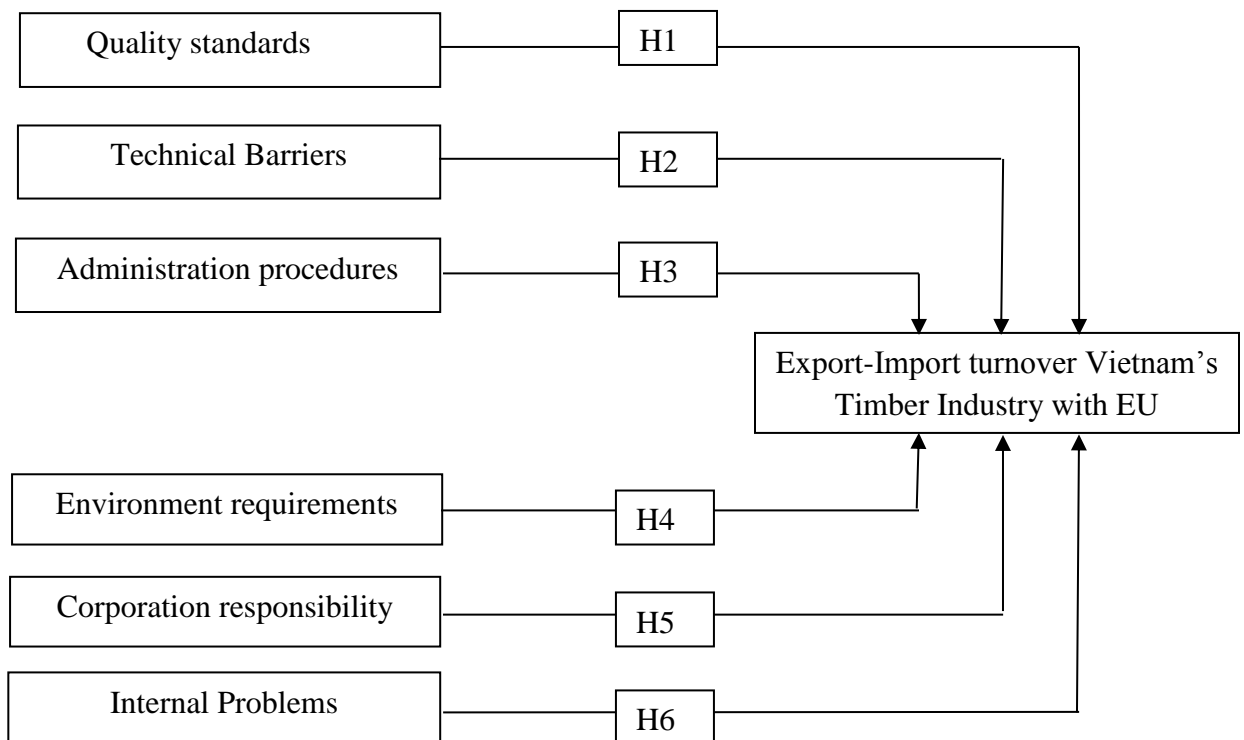 Quality standards
H1
Technical Barriers
H2
Administration procedures
H3
Export-Import turnover Vietnam’s
Timber Industry with EU
Environment requirements
H4
Corporation responsibility
H5
Internal Problems
H6